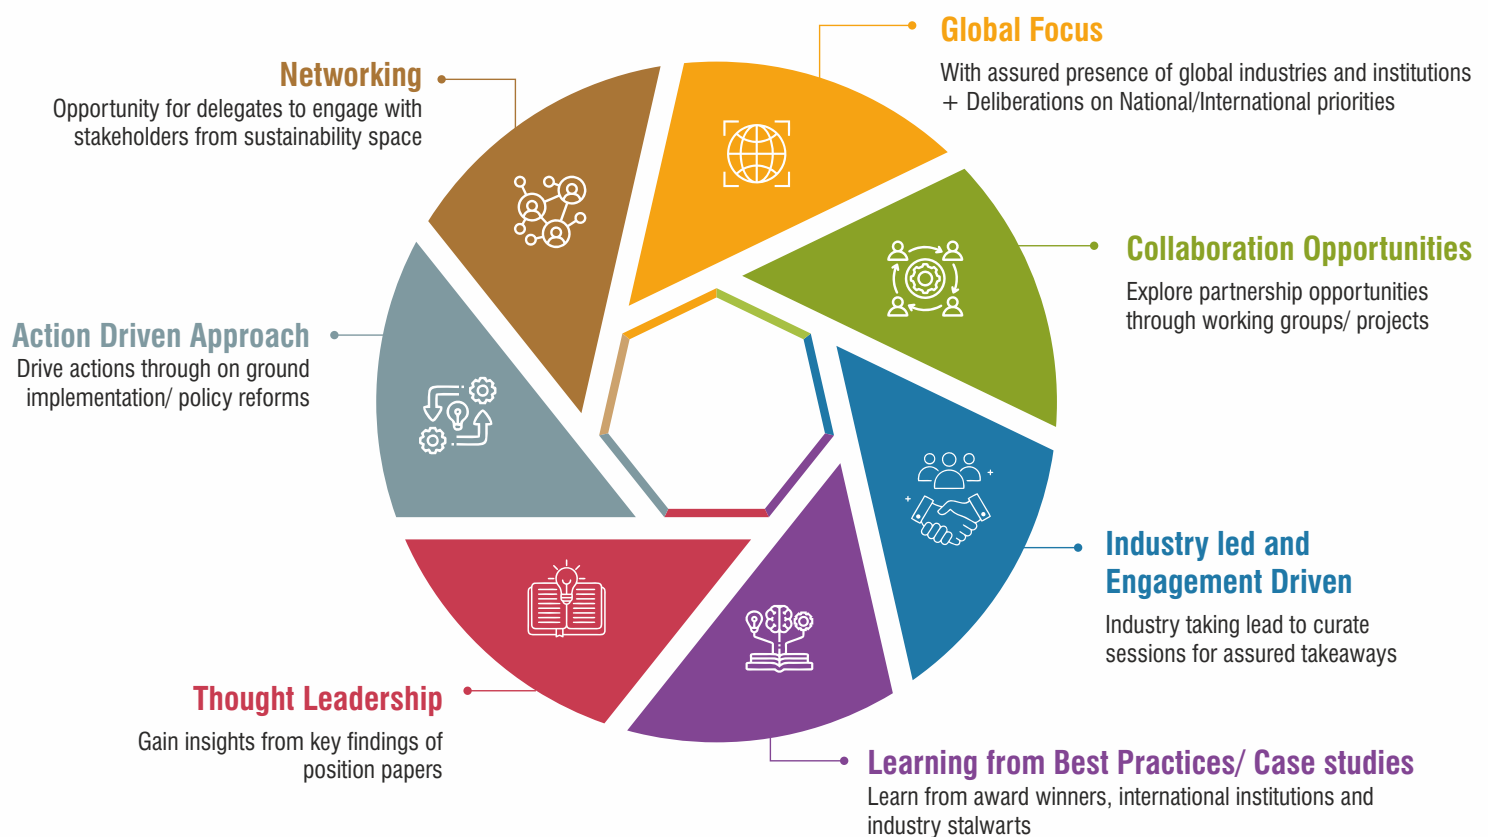 Global Focus
With assured presence of global industries and institutions
+ Deliberations on National/International priorities
Collaboration Opportunities
Explore partnership opportunities
through working groups/ projects
Industry led and
Engagement Driven
Industry taking lead to curate
sessions for assured takeaways
Learning from Best Practices/ Case studies
Learn from award winners, international institutions and
industry stalwarts
Thought Leadership
Gain insights from key findings of
position papers
Action Driven Approach
Drive actions through on ground
implementation/ policy reforms
Networking
Opportunity for delegates to engage with
stakeholders from sustainability space